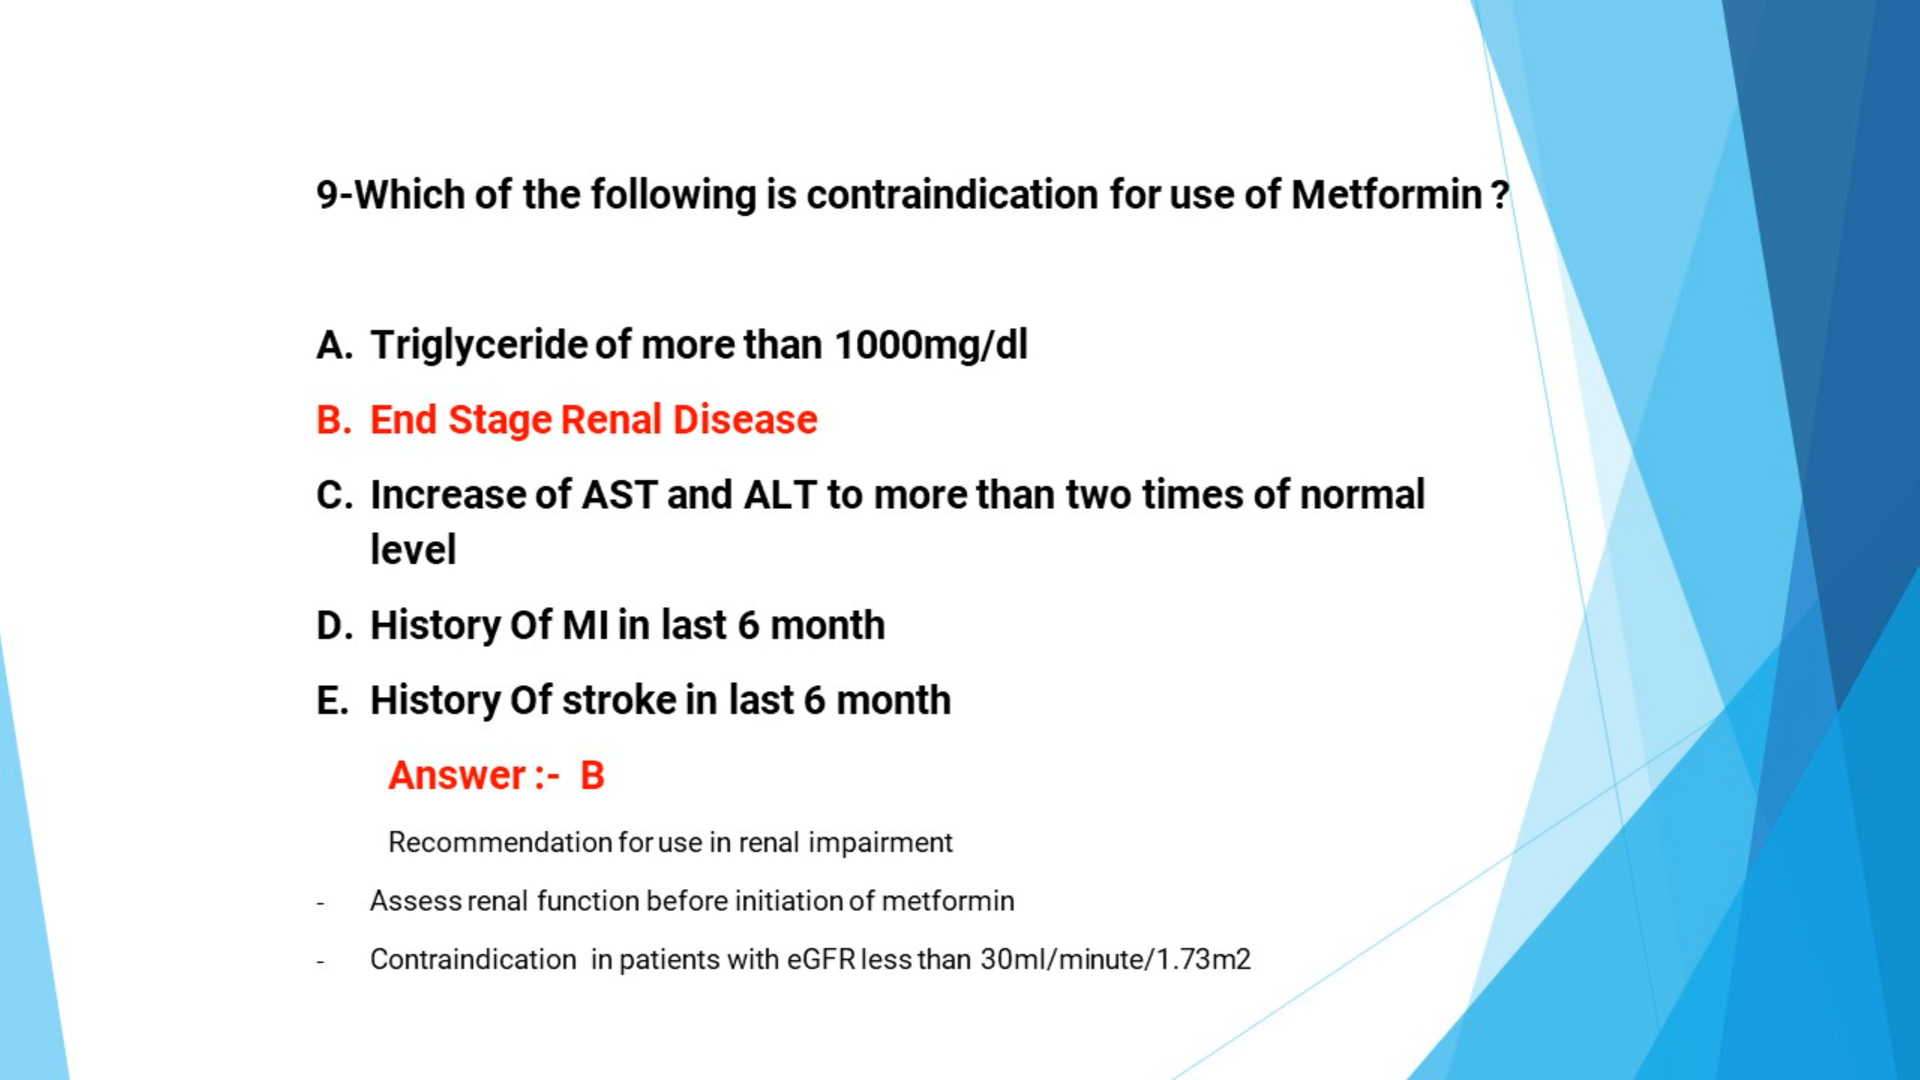 9-Which of the following is contraindication for use of Metformin ?
A. Triglyceride of more than 1000mg/dl
B. End Stage Renal Disease
C. Increase of AST and ALT to more than two times of normal
level
D. History Of MI in last 6 month
E. History Of stroke in last 6 month
Answer :- B
Recommendation for use in renal impairment
- Assess renal function before initiation of metformin
- Contraindication in patients with eGFR less than 30ml/minute/1.73m2